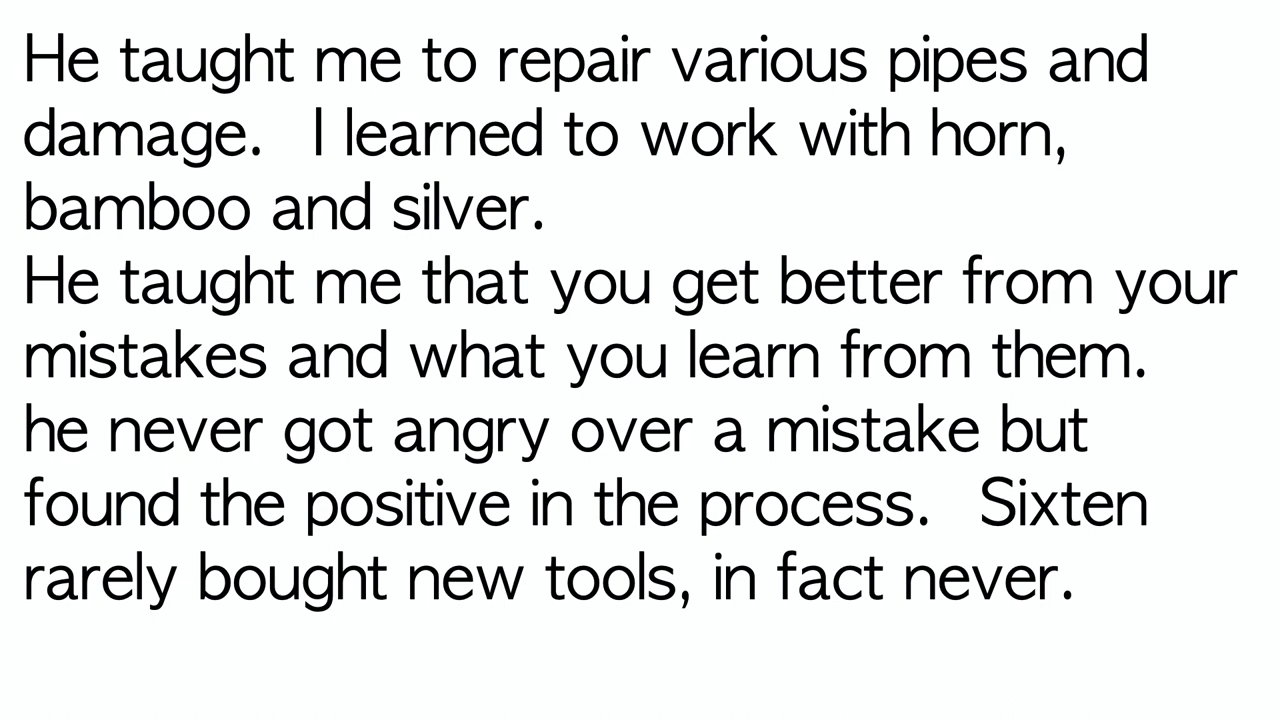 He taught me to repair various pipes and
damage.  I learned to work with horn,
bamboo and silver.
He taught me that you get better from your
mistakes and what you learn from them.
he never got angry over a mistake but
found the positive in the process.  Sixten
rarely bought new tools, in fact never.